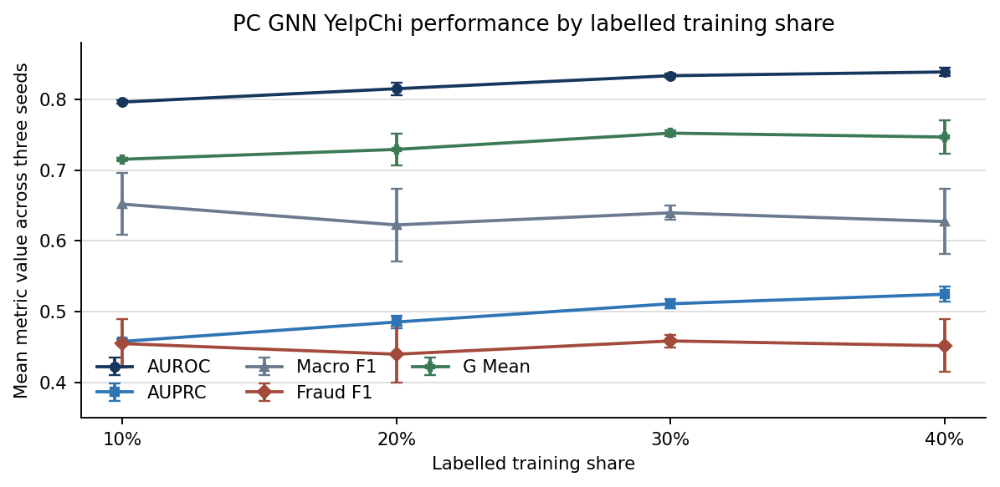 PC GNN YelpChi performance by labelled training share
Mean metric value across three seeds
0.8
0.7
0.6
0.5
0.4
AUROC
AUPRC
Macro F1
Fraud F1
G Mean
10%
20%
30%
40%
Labelled training share